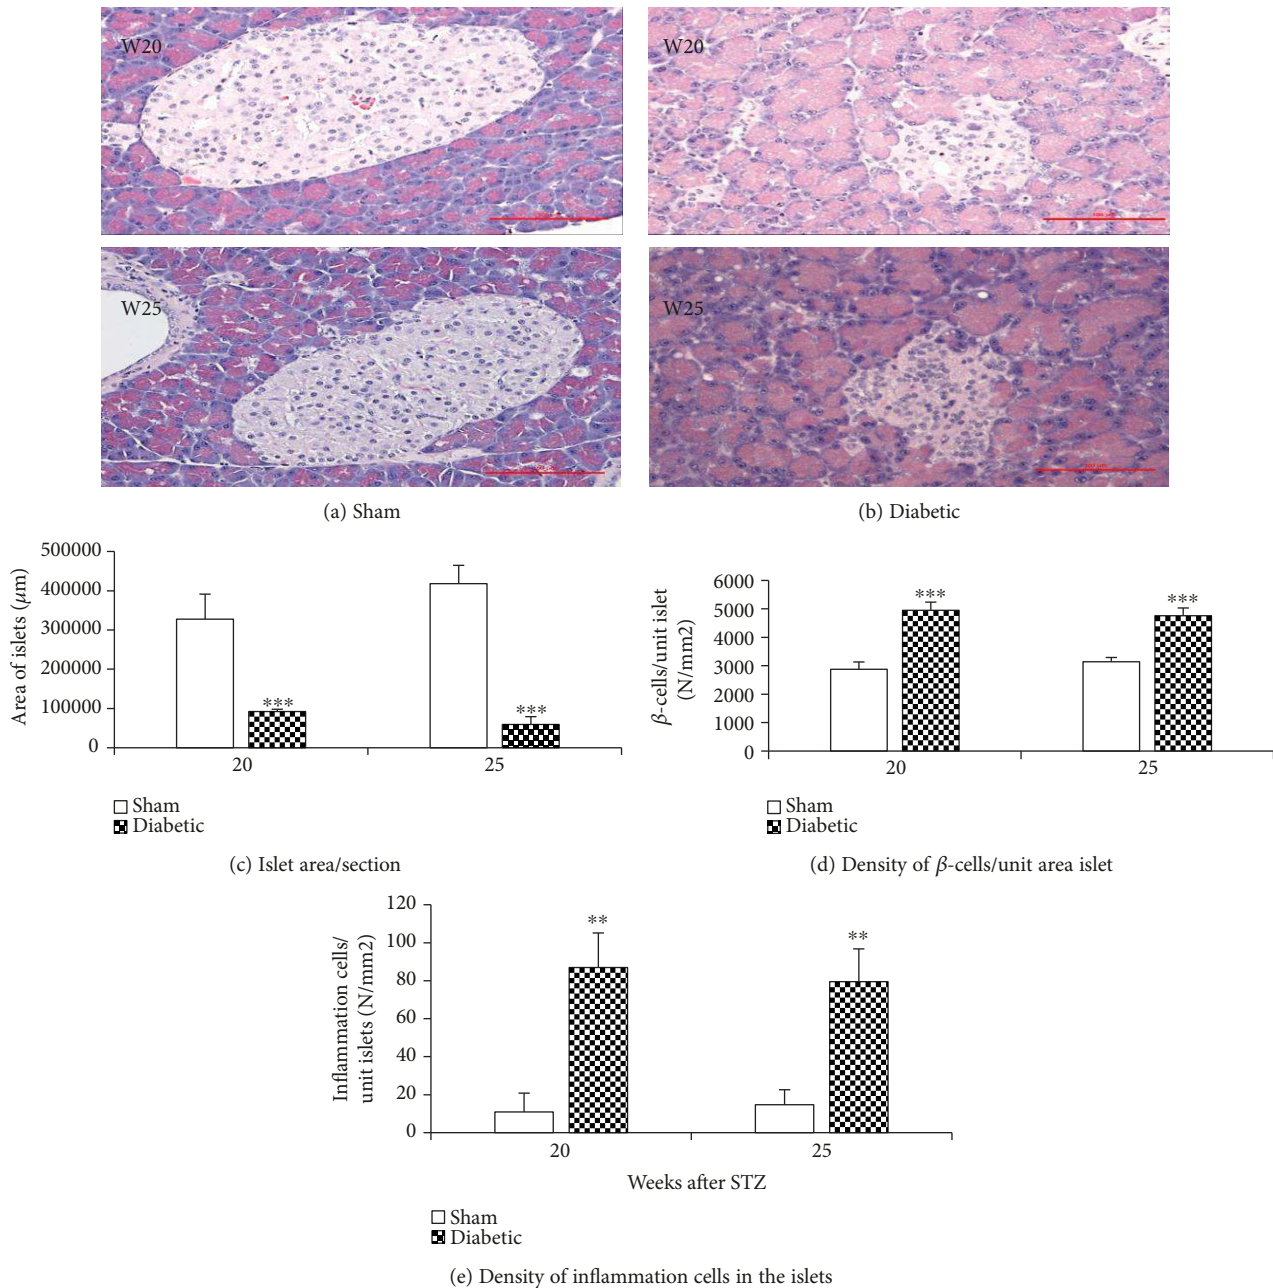 W20
W20
W25
W25
(a) Sham
(b) Diabetic
Area of islets (μm)
500000
400000
300000
200000
100000
0
***
***
20
25
Sham
Diabetic
(c) Islet area/section
β-cells/unit islet
(N/mm2)
6000
5000
4000
3000
2000
1000
0
***
***
20
25
Sham
Diabetic
(d) Density of β-cells/unit area islet
Inflammation cells/
unit islets (N/mm2)
120
100
80
60
40
20
0
**
**
20
25
Weeks after STZ
Sham
Diabetic
(e) Density of inflammation cells in the islets